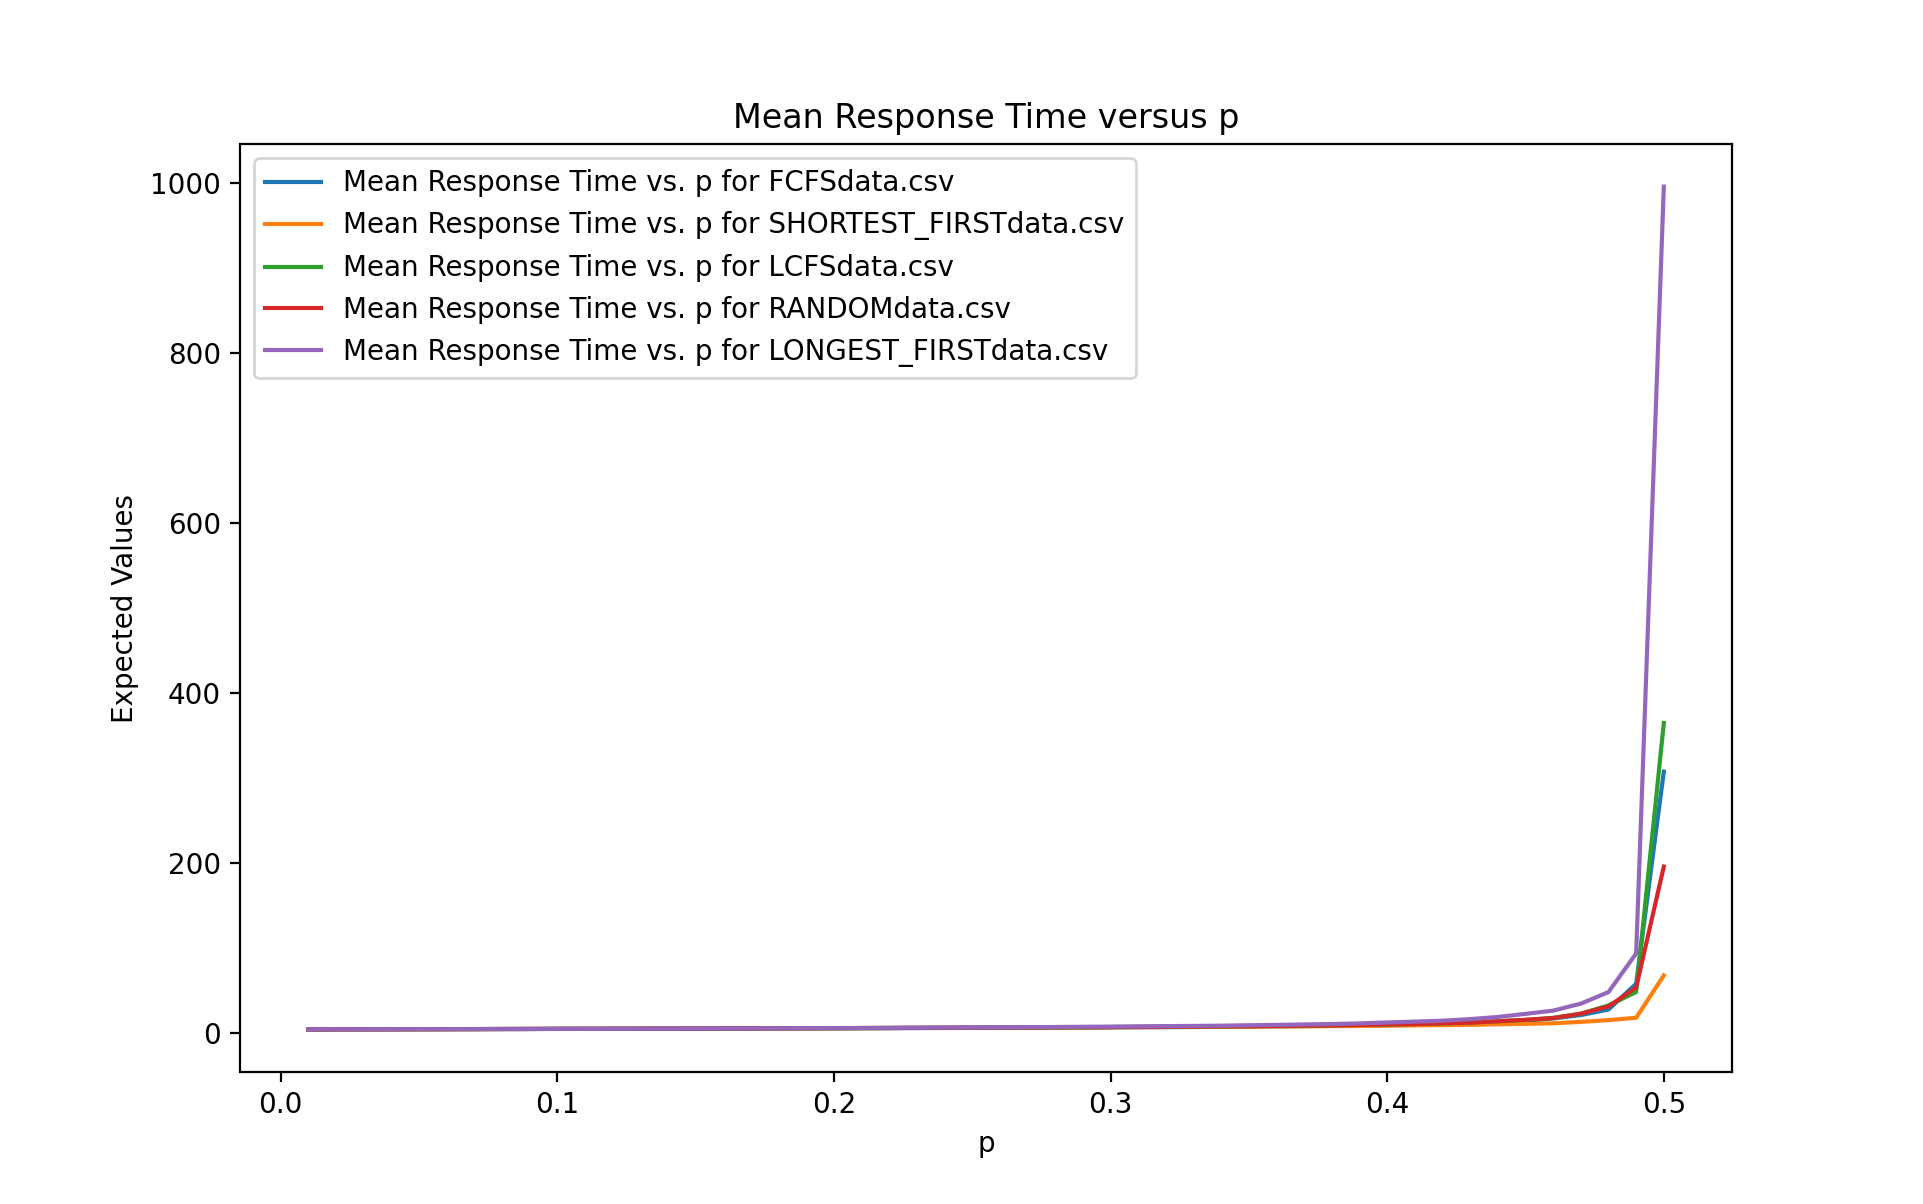 Mean Response Time versus p
Mean Response Time vs. p for FCFSdata.csv
Mean Response Time vs. p for SHORTEST_FIRSTdata.csv
Mean Response Time vs. p for LCFSdata.csv
Mean Response Time vs. p for RANDOMdata.csv
Mean Response Time vs. p for LONGEST_FIRSTdata.csv
Expected Values
1000
800
600
400
200
0
0.0 0.1 0.2 0.3 0.4 0.5
p